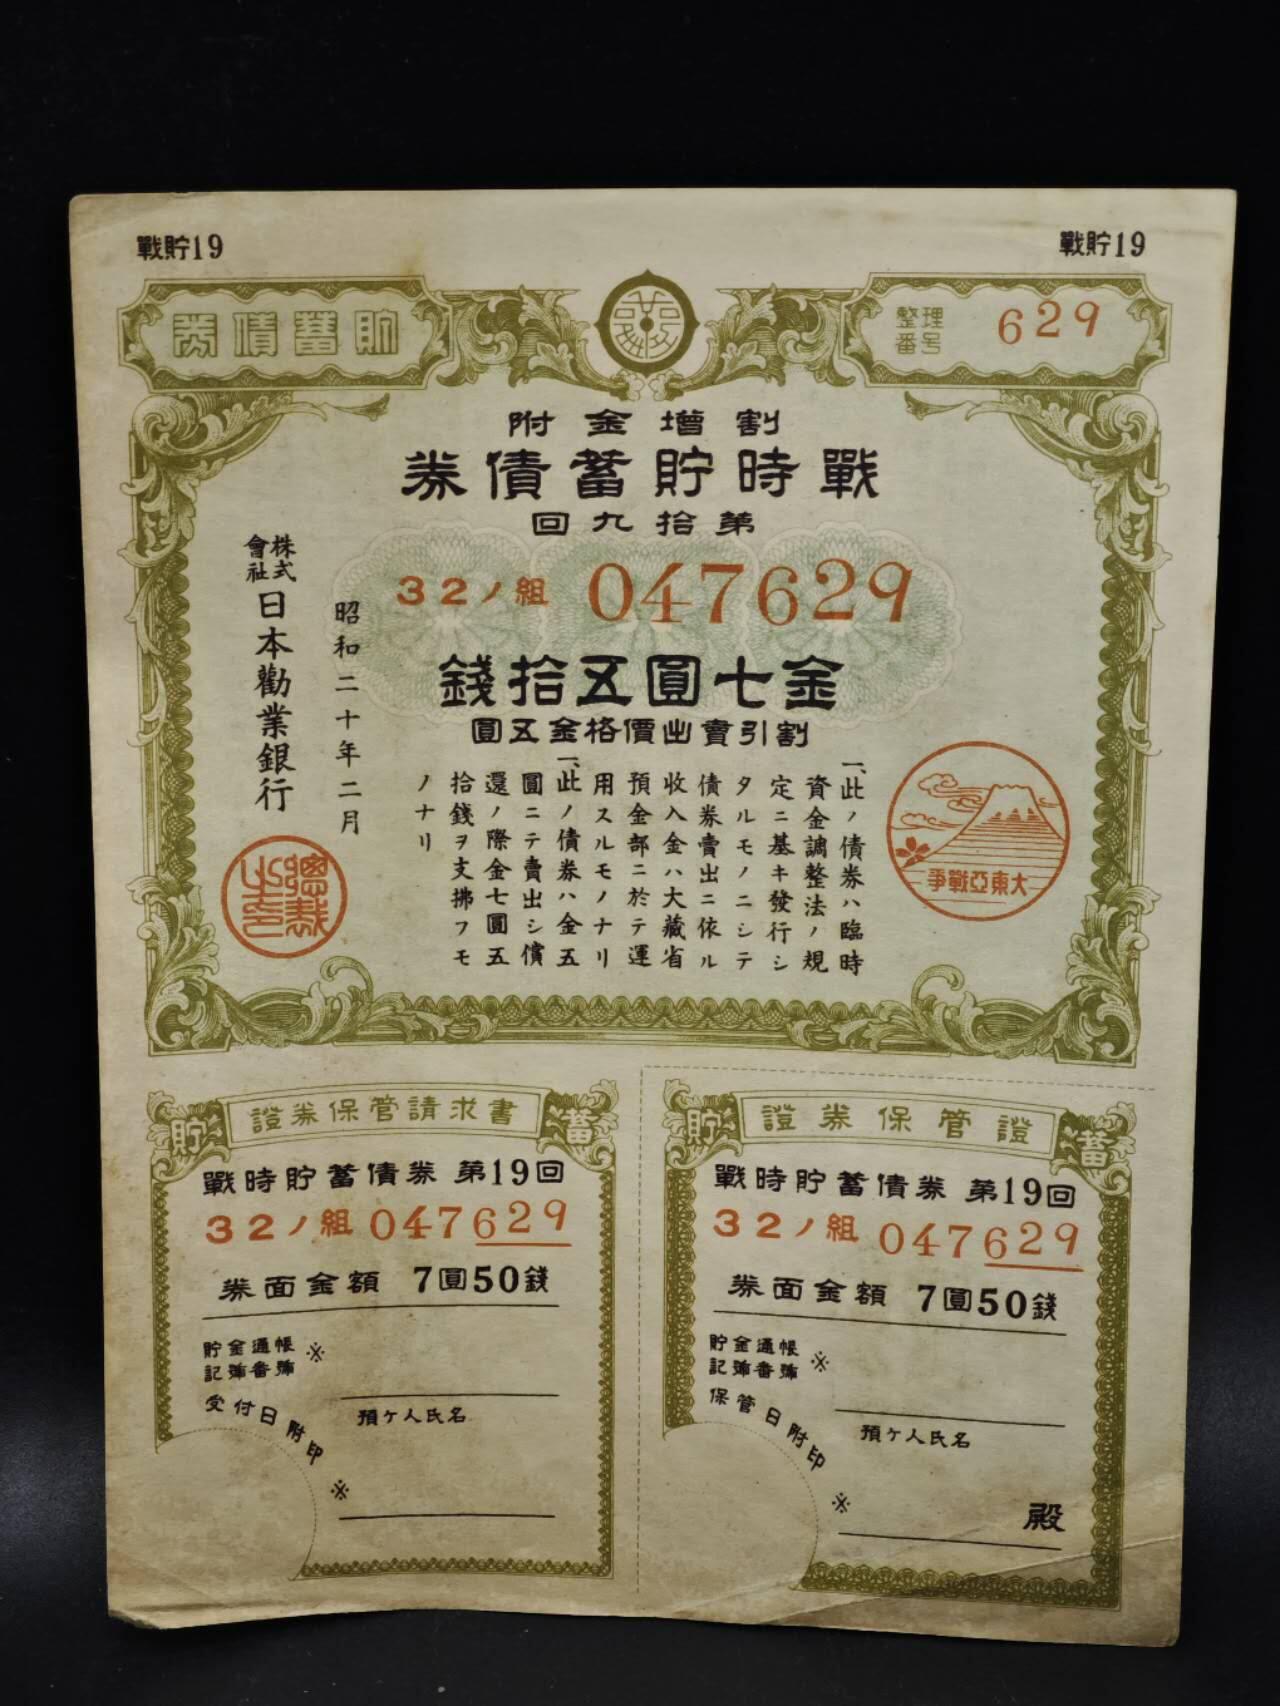 戰貯19
戰貯19
券債蓄貯
整理
番号
629
附金增割
券債蓄貯時戰
回九拾第
32ノ組 047629
錢拾五圓七金
圓五金格價出賣引割
一、此ノ債券ハ臨時
資金調整法ノ規
定ニ基キ發行シ
タルモノニシテ
債券賣出ニ依ル
收入金ハ大藏省
預金部ニ於テ運
用スルモノナリ
一、此ノ債券ハ金五
圓ニテ賣出シ償
還ノ際金七圓五
拾錢ヲ支拂フモ
ノナリ
昭和二十年二月
株式
會社
日本勸業銀行
爭戰亞東大
證券保管請求書
貯
蓄
戰時貯蓄債券 第19回
32ノ組 047629
券面金額 7圓50錢
貯金通帳
記號番號
※
受付日附印
預ケ人氏名
※
證券保管證
貯
蓄
戰時貯蓄債券 第19回
32ノ組 047629
券面金額 7圓50錢
貯金通帳
記號番號
※
保管日附印
預ケ人氏名
※
殿